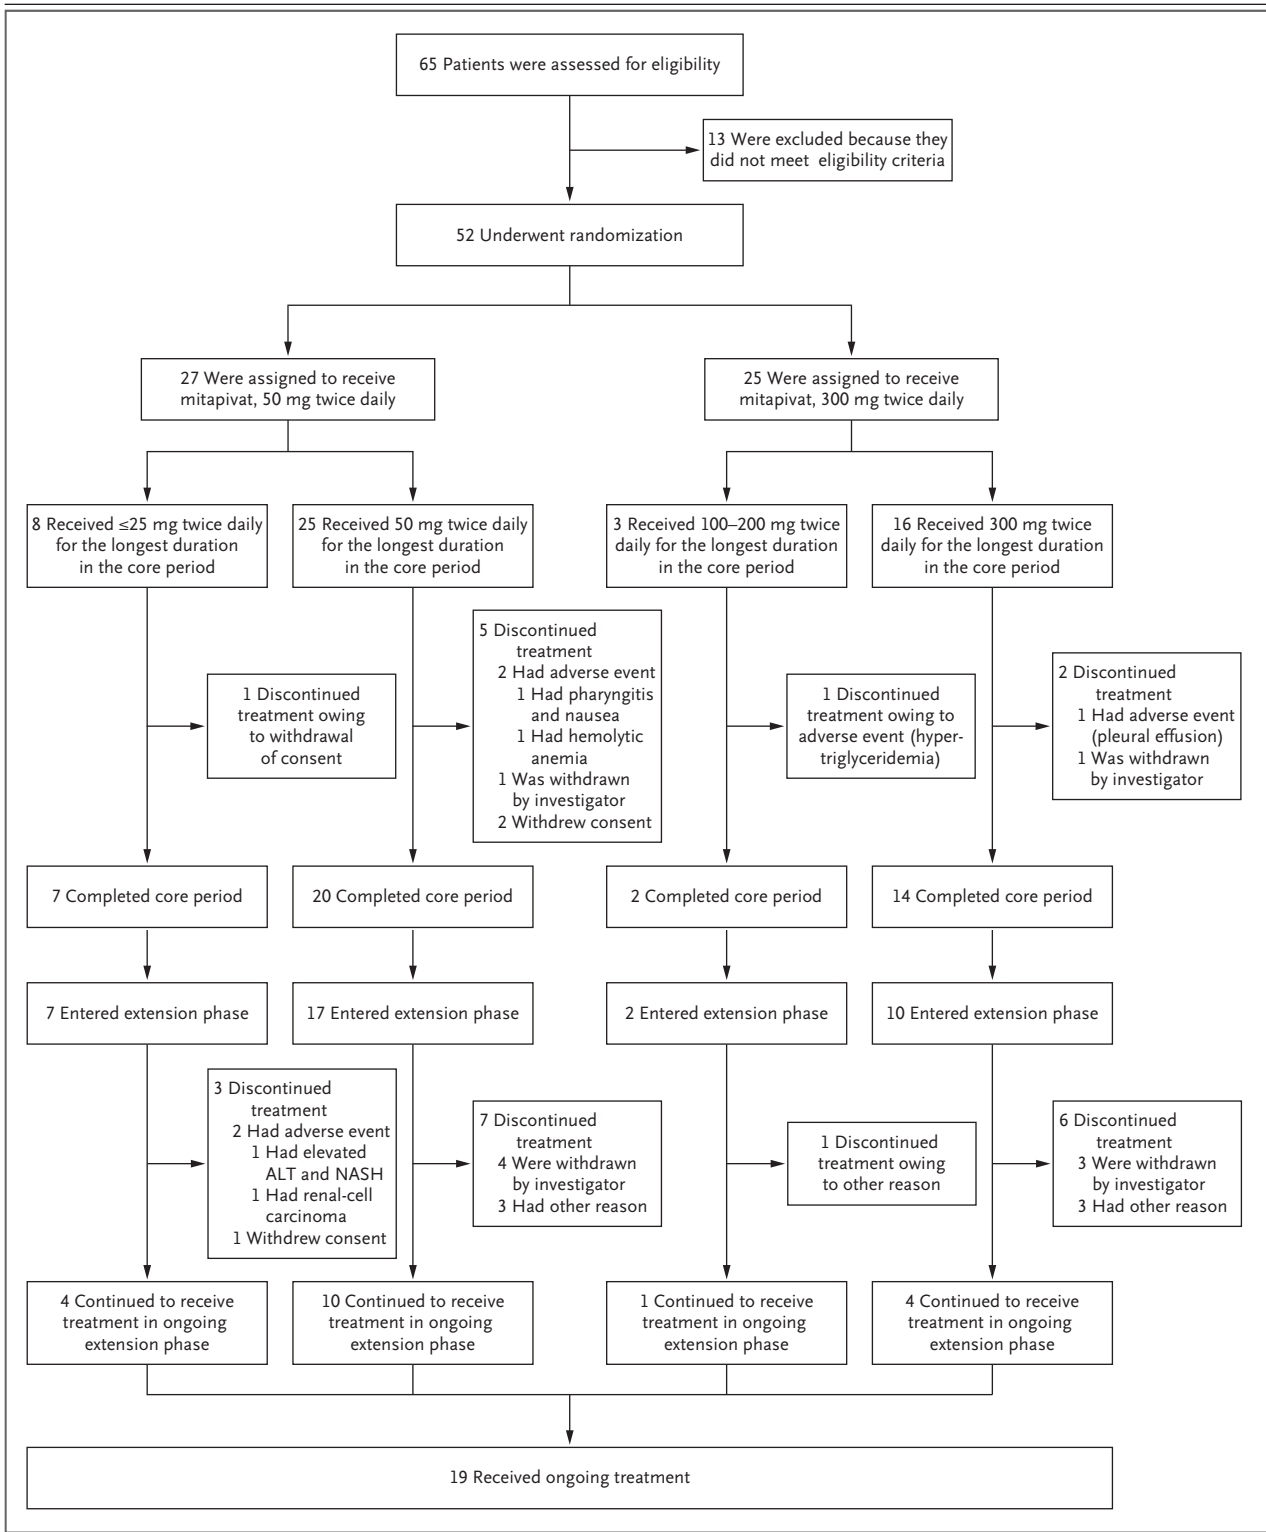 65 Patients were assessed for eligibility
13 Were excluded because they
did not meet eligibility criteria
52 Underwent randomization
27 Were assigned to receive
mitapivat, 50 mg twice daily
25 Were assigned to receive
mitapivat, 300 mg twice daily
8 Received ≤25 mg twice daily
for the longest duration
in the core period
25 Received 50 mg twice daily
for the longest duration
in the core period
3 Received 100–200 mg twice
daily for the longest duration
in the core period
16 Received 300 mg twice
daily for the longest duration
in the core period
1 Discontinued
treatment owing
to withdrawal
of consent
5 Discontinued
treatment
2 Had adverse event
1 Had pharyngitis
and nausea
1 Had hemolytic
anemia
1 Was withdrawn
by investigator
2 Withdrew consent
1 Discontinued
treatment owing to
adverse event (hyper-
triglyceridemia)
2 Discontinued
treatment
1 Had adverse event
(pleural effusion)
1 Was withdrawn
by investigator
7 Completed core period
20 Completed core period
2 Completed core period
14 Completed core period
7 Entered extension phase
17 Entered extension phase
2 Entered extension phase
10 Entered extension phase
3 Discontinued
treatment
2 Had adverse event
1 Had elevated
ALT and NASH
1 Had renal-cell
carcinoma
1 Withdrew consent
7 Discontinued
treatment
4 Were withdrawn
by investigator
3 Had other reason
1 Discontinued
treatment owing
to other reason
6 Discontinued
treatment
3 Were withdrawn
by investigator
3 Had other reason
4 Continued to receive
treatment in ongoing
extension phase
10 Continued to receive
treatment in ongoing
extension phase
1 Continued to receive
treatment in ongoing
extension phase
4 Continued to receive
treatment in ongoing
extension phase
19 Received ongoing treatment